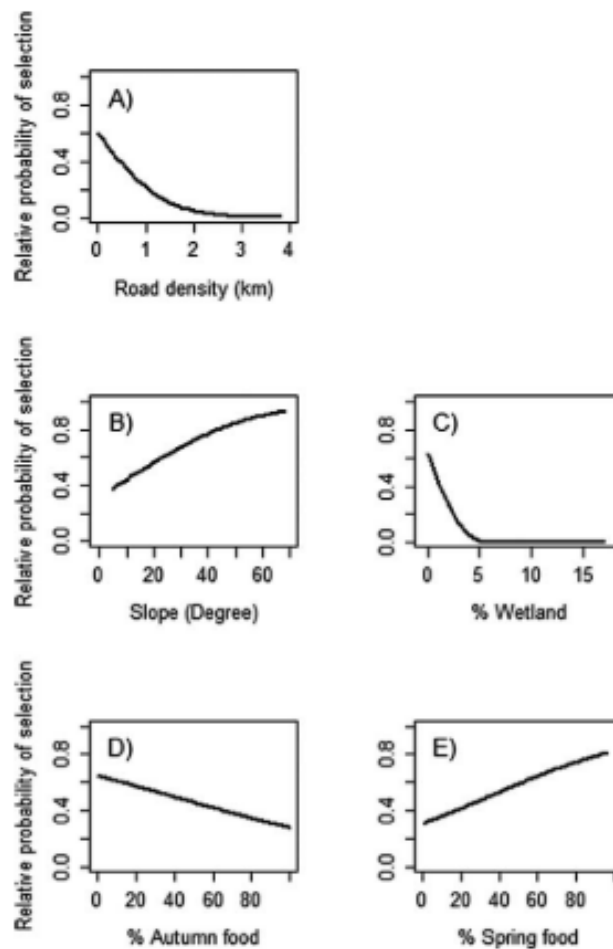 Relative probability of selection
0.8
0.4
0.0
A)
0 1 2 3 4
Road density (km)
Relative probability of selection
0.8
0.4
0.0
B)
0 20 40 60
Slope (Degree)
0.8
0.4
0.0
C)
0 5 10 15
% Wetland
Relative probability of selection
0.8
0.4
0.0
D)
0 20 40 60 80
% Autumn food
0.8
0.4
0.0
E)
0 20 40 60 80
% Spring food